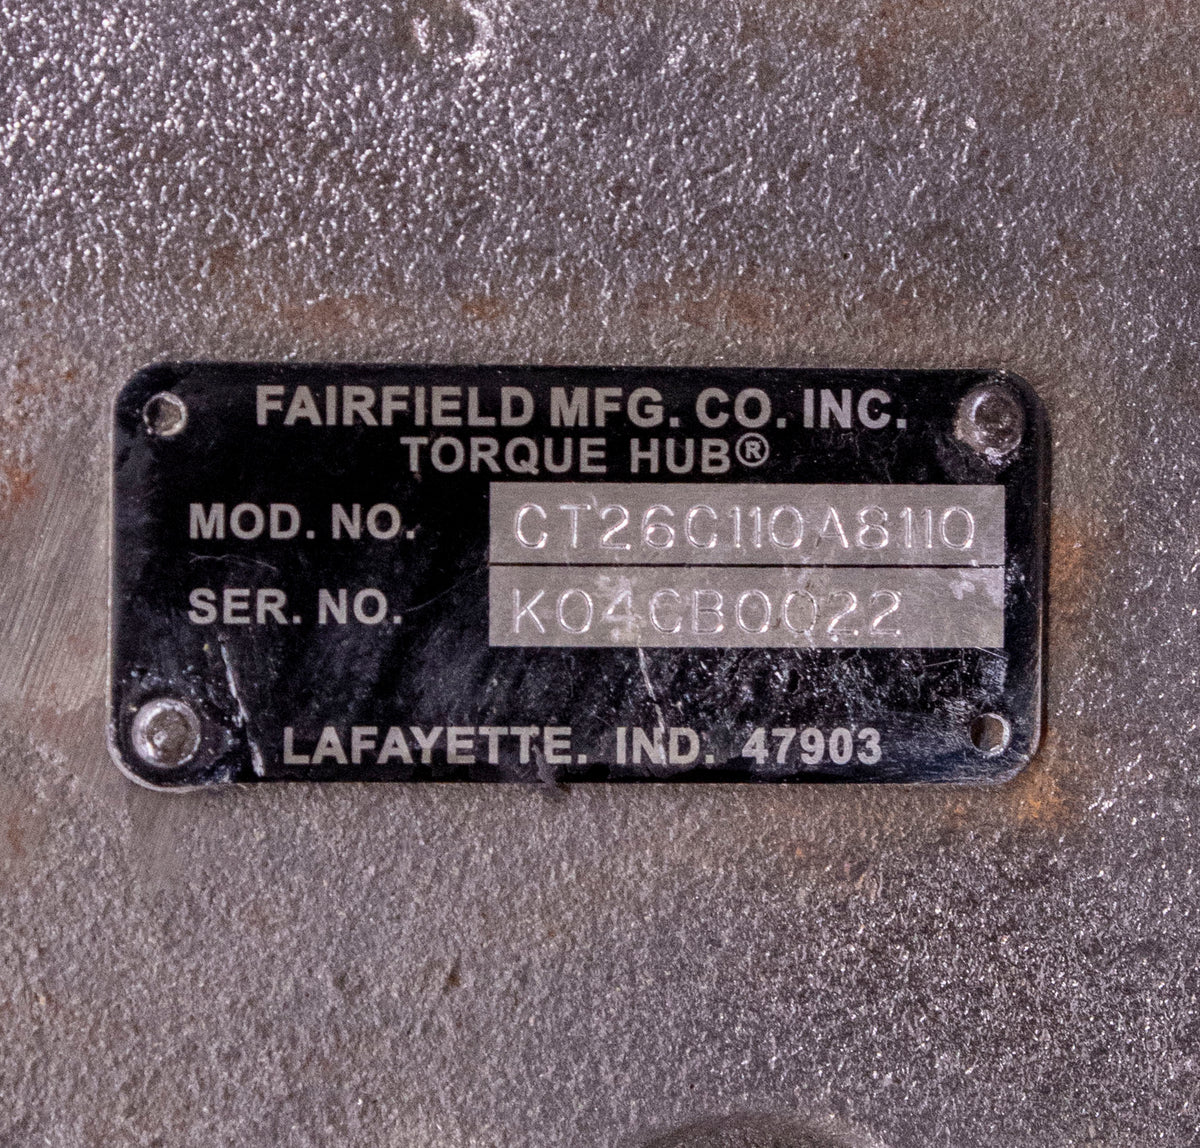 FAIRFIELD MFG. CO. INC.
TORQUE HUB®
MOD. NO. CT26C110A8110
SER. NO. K04CB0022
LAFAYETTE. IND. 47903